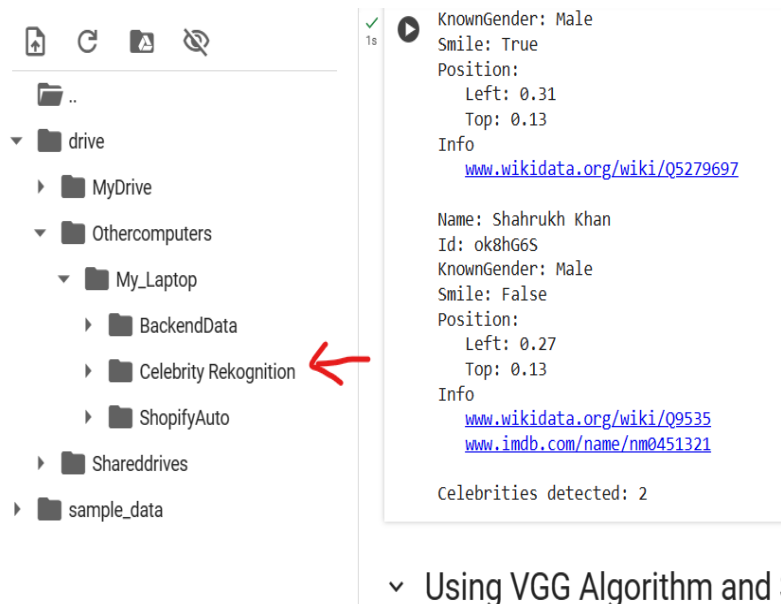 ..
drive
MyDrive
Othercomputers
My_Laptop
BackendData
Celebrity Rekognition
ShopifyAuto
Shareddrives
sample_data
1s
KnownGender: Male
Smile: True
Position:
Left: 0.31
Top: 0.13
Info
www.wikidata.org/wiki/Q5279697
Name: Shahrukh Khan
Id: ok8hG6S
KnownGender: Male
Smile: False
Position:
Left: 0.27
Top: 0.13
Info
www.wikidata.org/wiki/Q9535
www.imdb.com/name/nm0451321
Celebrities detected: 2
Using VGG Algorithm and